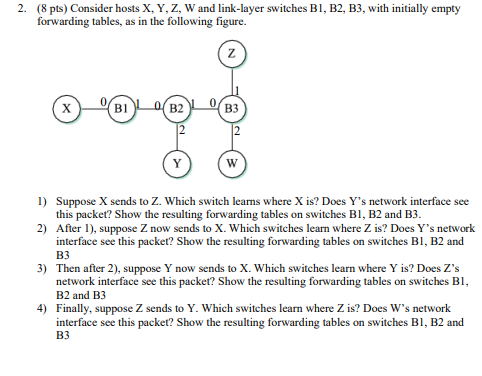 2. (8 pts) Consider hosts X, Y, Z, W and link-layer switches B1, B2, B3, with initially empty
forwarding tables, as in the following figure.
Z
1
X 0 B1 1 0 B2 1 0 B3
2 2
Y W
1) Suppose X sends to Z. Which switch learns where X is? Does Y's network interface see
this packet? Show the resulting forwarding tables on switches B1, B2 and B3.
2) After 1), suppose Z now sends to X. Which switches learn where Z is? Does Y's network
interface see this packet? Show the resulting forwarding tables on switches B1, B2 and
B3
3) Then after 2), suppose Y now sends to X. Which switches learn where Y is? Does Z's
network interface see this packet? Show the resulting forwarding tables on switches B1,
B2 and B3
4) Finally, suppose Z sends to Y. Which switches learn where Z is? Does W's network
interface see this packet? Show the resulting forwarding tables on switches B1, B2 and
B3